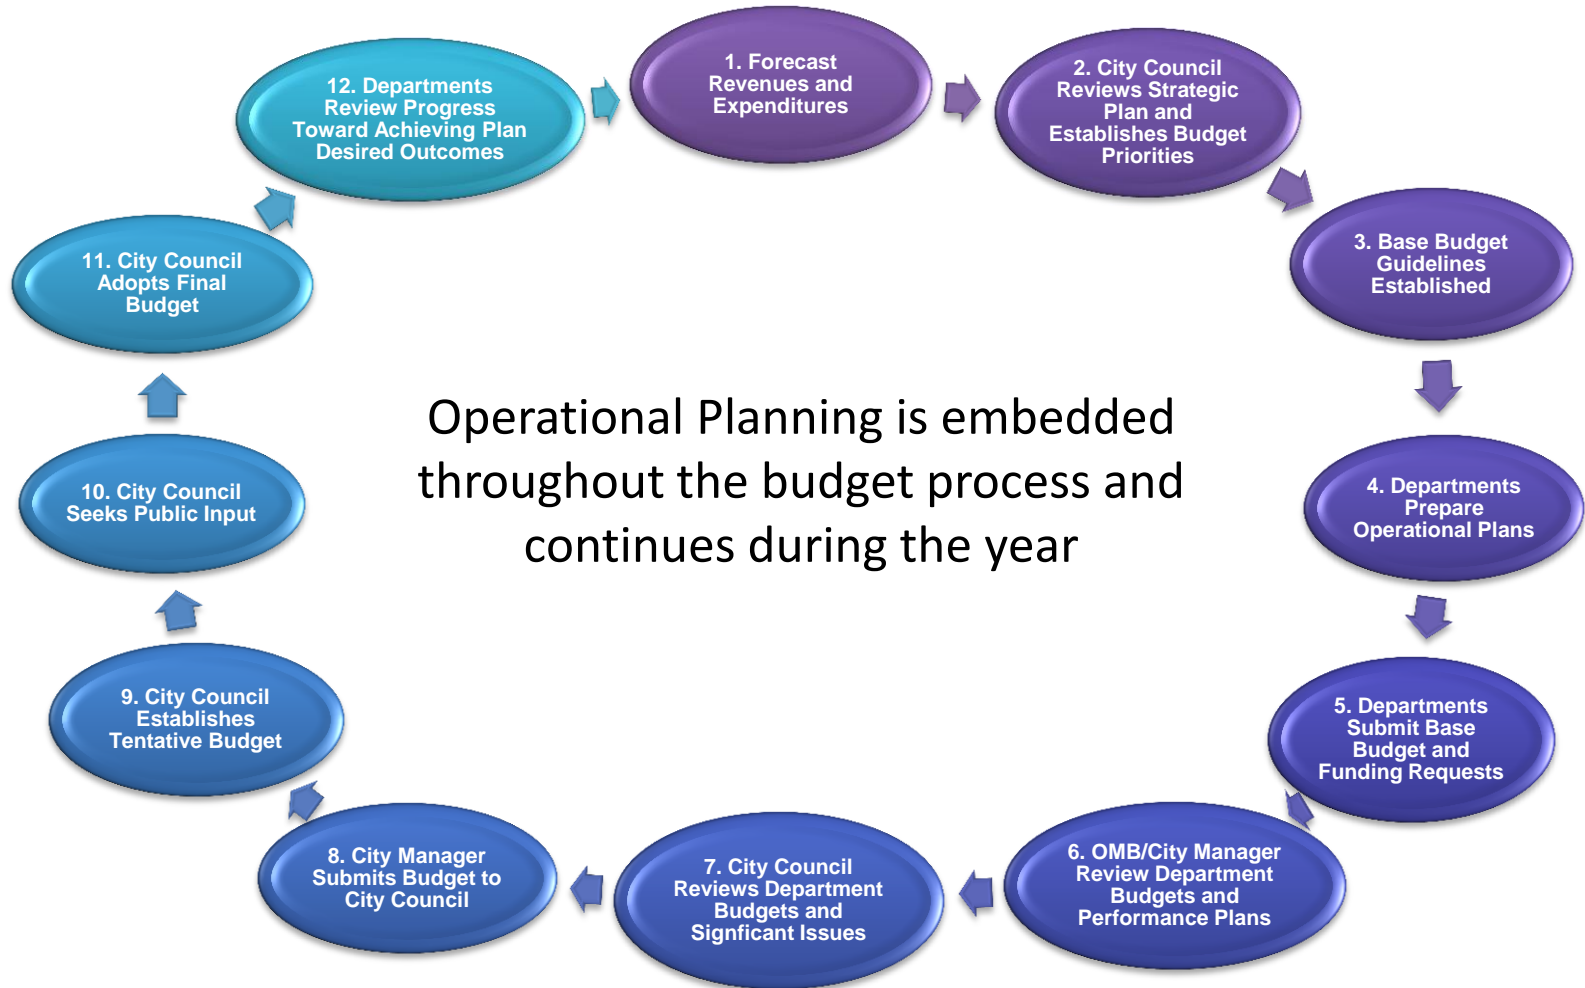 1. Forecast
Revenues and
Expenditures
2. City Council
Reviews Strategic
Plan and
Establishes Budget
Priorities
3. Base Budget
Guidelines
Established
4. Departments
Prepare
Operational Plans
5. Departments
Submit Base
Budget and
Funding Requests
6. OMB/City Manager
Review Department
Budgets and
Performance Plans
7. City Council
Reviews Department
Budgets and
Signficant Issues
8. City Manager
Submits Budget to
City Council
9. City Council
Establishes
Tentative Budget
10. City Council
Seeks Public Input
11. City Council
Adopts Final
Budget
12. Departments
Review Progress
Toward Achieving Plan
Desired Outcomes
Operational Planning is embedded
throughout the budget process and
continues during the year